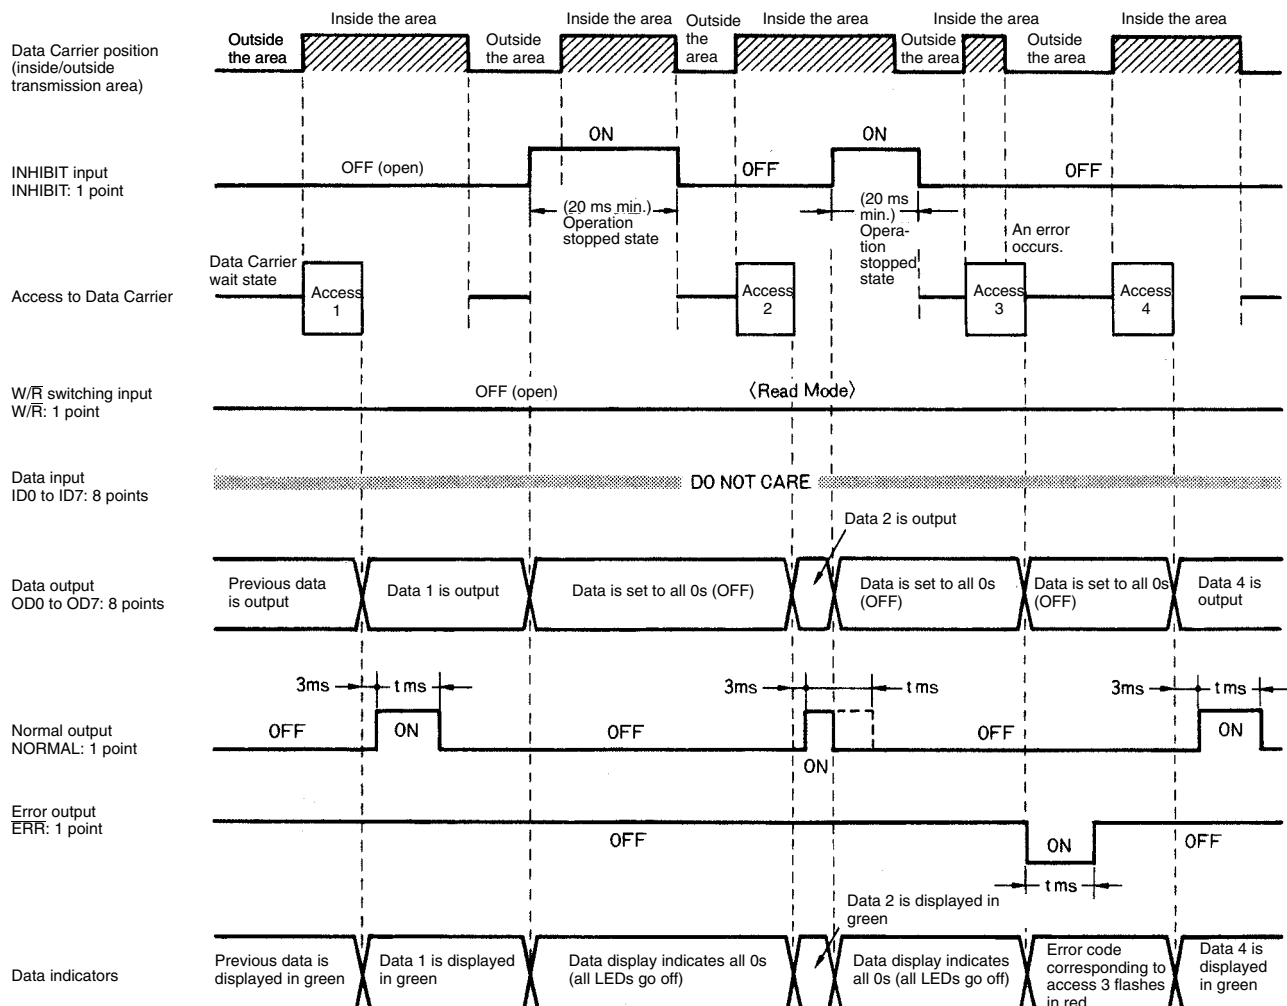 Inside the area Inside the area Inside the area Inside the area Inside the area
Data Carrier position
(inside/outside
transmission area)
Outside
the area
Outside
the area
Outside
the
area
Outside
the area
Outside
the area
INHIBIT input
INHIBIT: 1 point
OFF (open)
ON
OFF
ON
OFF
(20 ms min.)
Operation
stopped state
(20 ms
min.)
Opera-
tion
stopped
state
An error
occurs.
Access to Data Carrier
Data Carrier
wait state
Access
1
Access
2
Access
3
Access
4
W/R switching input
W/R: 1 point
OFF (open)
〈Read Mode〉
Data input
ID0 to ID7: 8 points
DO NOT CARE
Data 2 is output
Data output
OD0 to OD7: 8 points
Previous data
is output
Data 1 is output
Data is set to all 0s (OFF)
Data is set to all 0s
(OFF)
Data is set to all 0s
(OFF)
Data 4 is
output
3ms t ms 3ms t ms 3ms t ms
Normal output
NORMAL: 1 point
OFF ON OFF ON OFF ON
Error output
ERR: 1 point
OFF ON OFF
t ms
Data 2 is displayed in
green
Data indicators
Previous data is
displayed in green
Data 1 is displayed
in green
Data display indicates all 0s
(all LEDs go off)
Data display indicates
all 0s (all LEDs go off)
Error code
corresponding to
access 3 flashes
in red
Data 4 is
displayed
in green